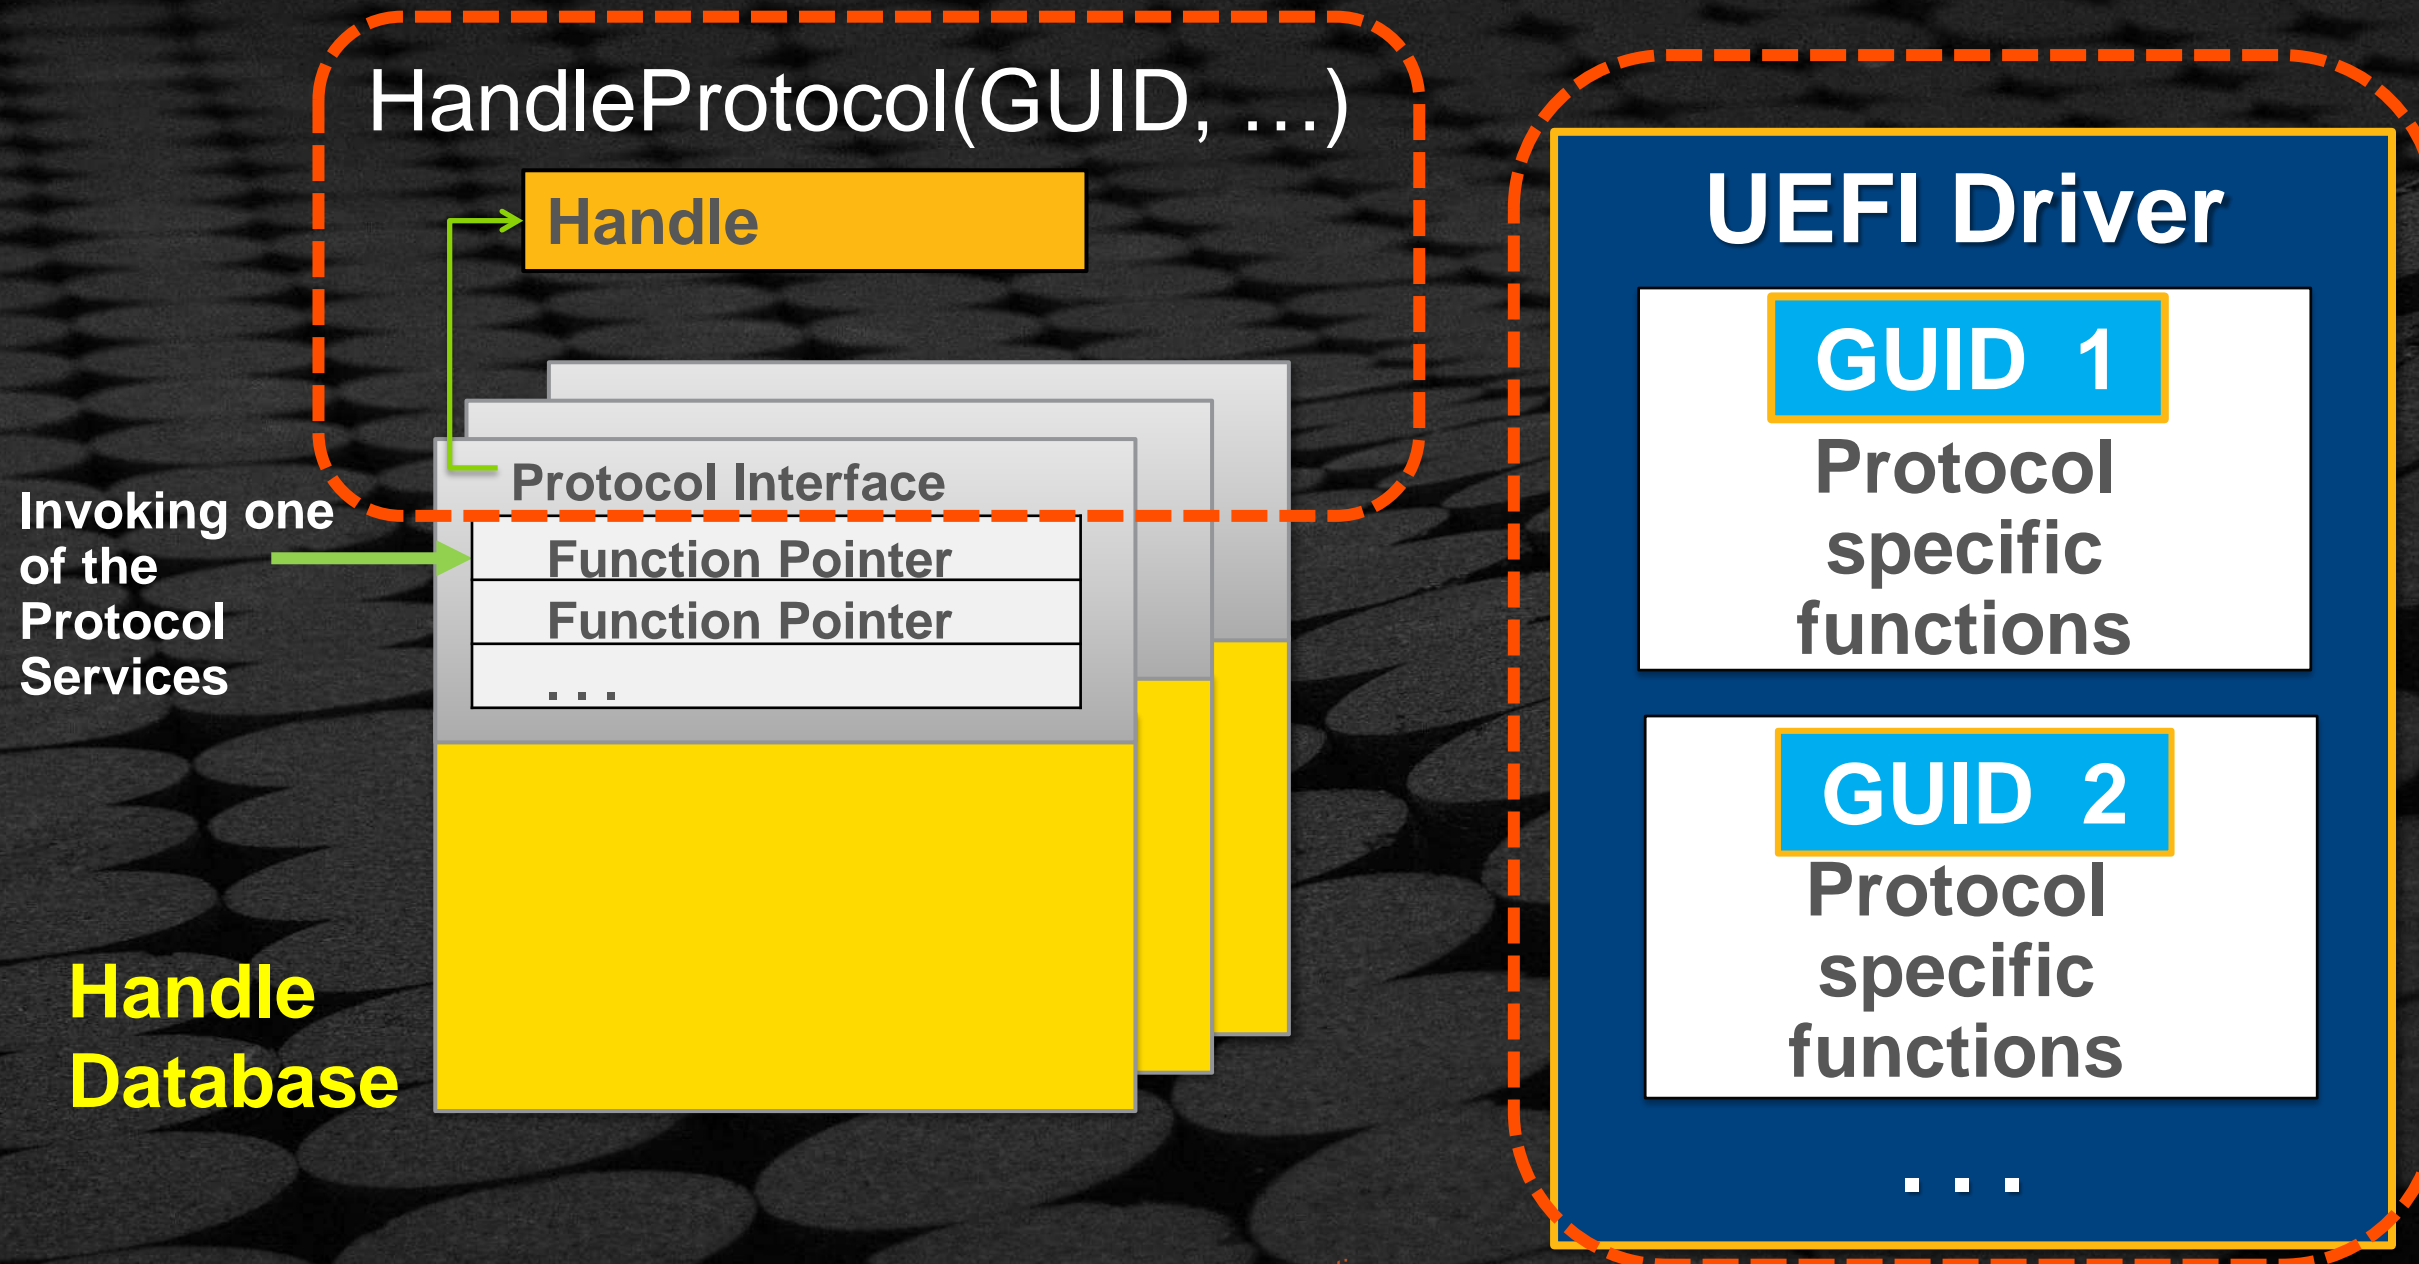 HandleProtocol(GUID, …)
Handle
Protocol Interface
Function Pointer
Function Pointer
. . .
Invoking one
of the
Protocol
Services
Handle
Database
UEFI Driver
GUID 1
Protocol
specific
functions
GUID 2
Protocol
specific
functions
. . .